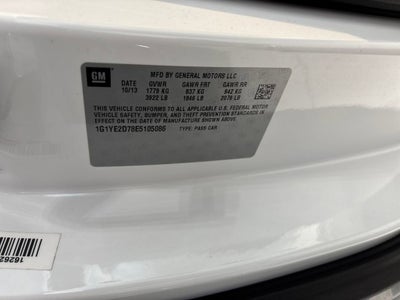 GM
MFD BY GENERAL MOTORS LLC
DATE GVWR GAWR FRT GAWR RR
10/13 1779 KG 837 KG 942 KG
3922 LB 1846 LB 2076 LB
THIS VEHICLE CONFORMS TO ALL APPLICABLE U.S. FEDERAL MOTOR
VEHICLE SAFETY, BUMPER, AND THEFT PREVENTION STANDARDS IN
EFFECT ON THE DATE OF MANUFACTURE SHOWN ABOVE.
1G1YE2D78E5105086 TYPE: PASS CAR